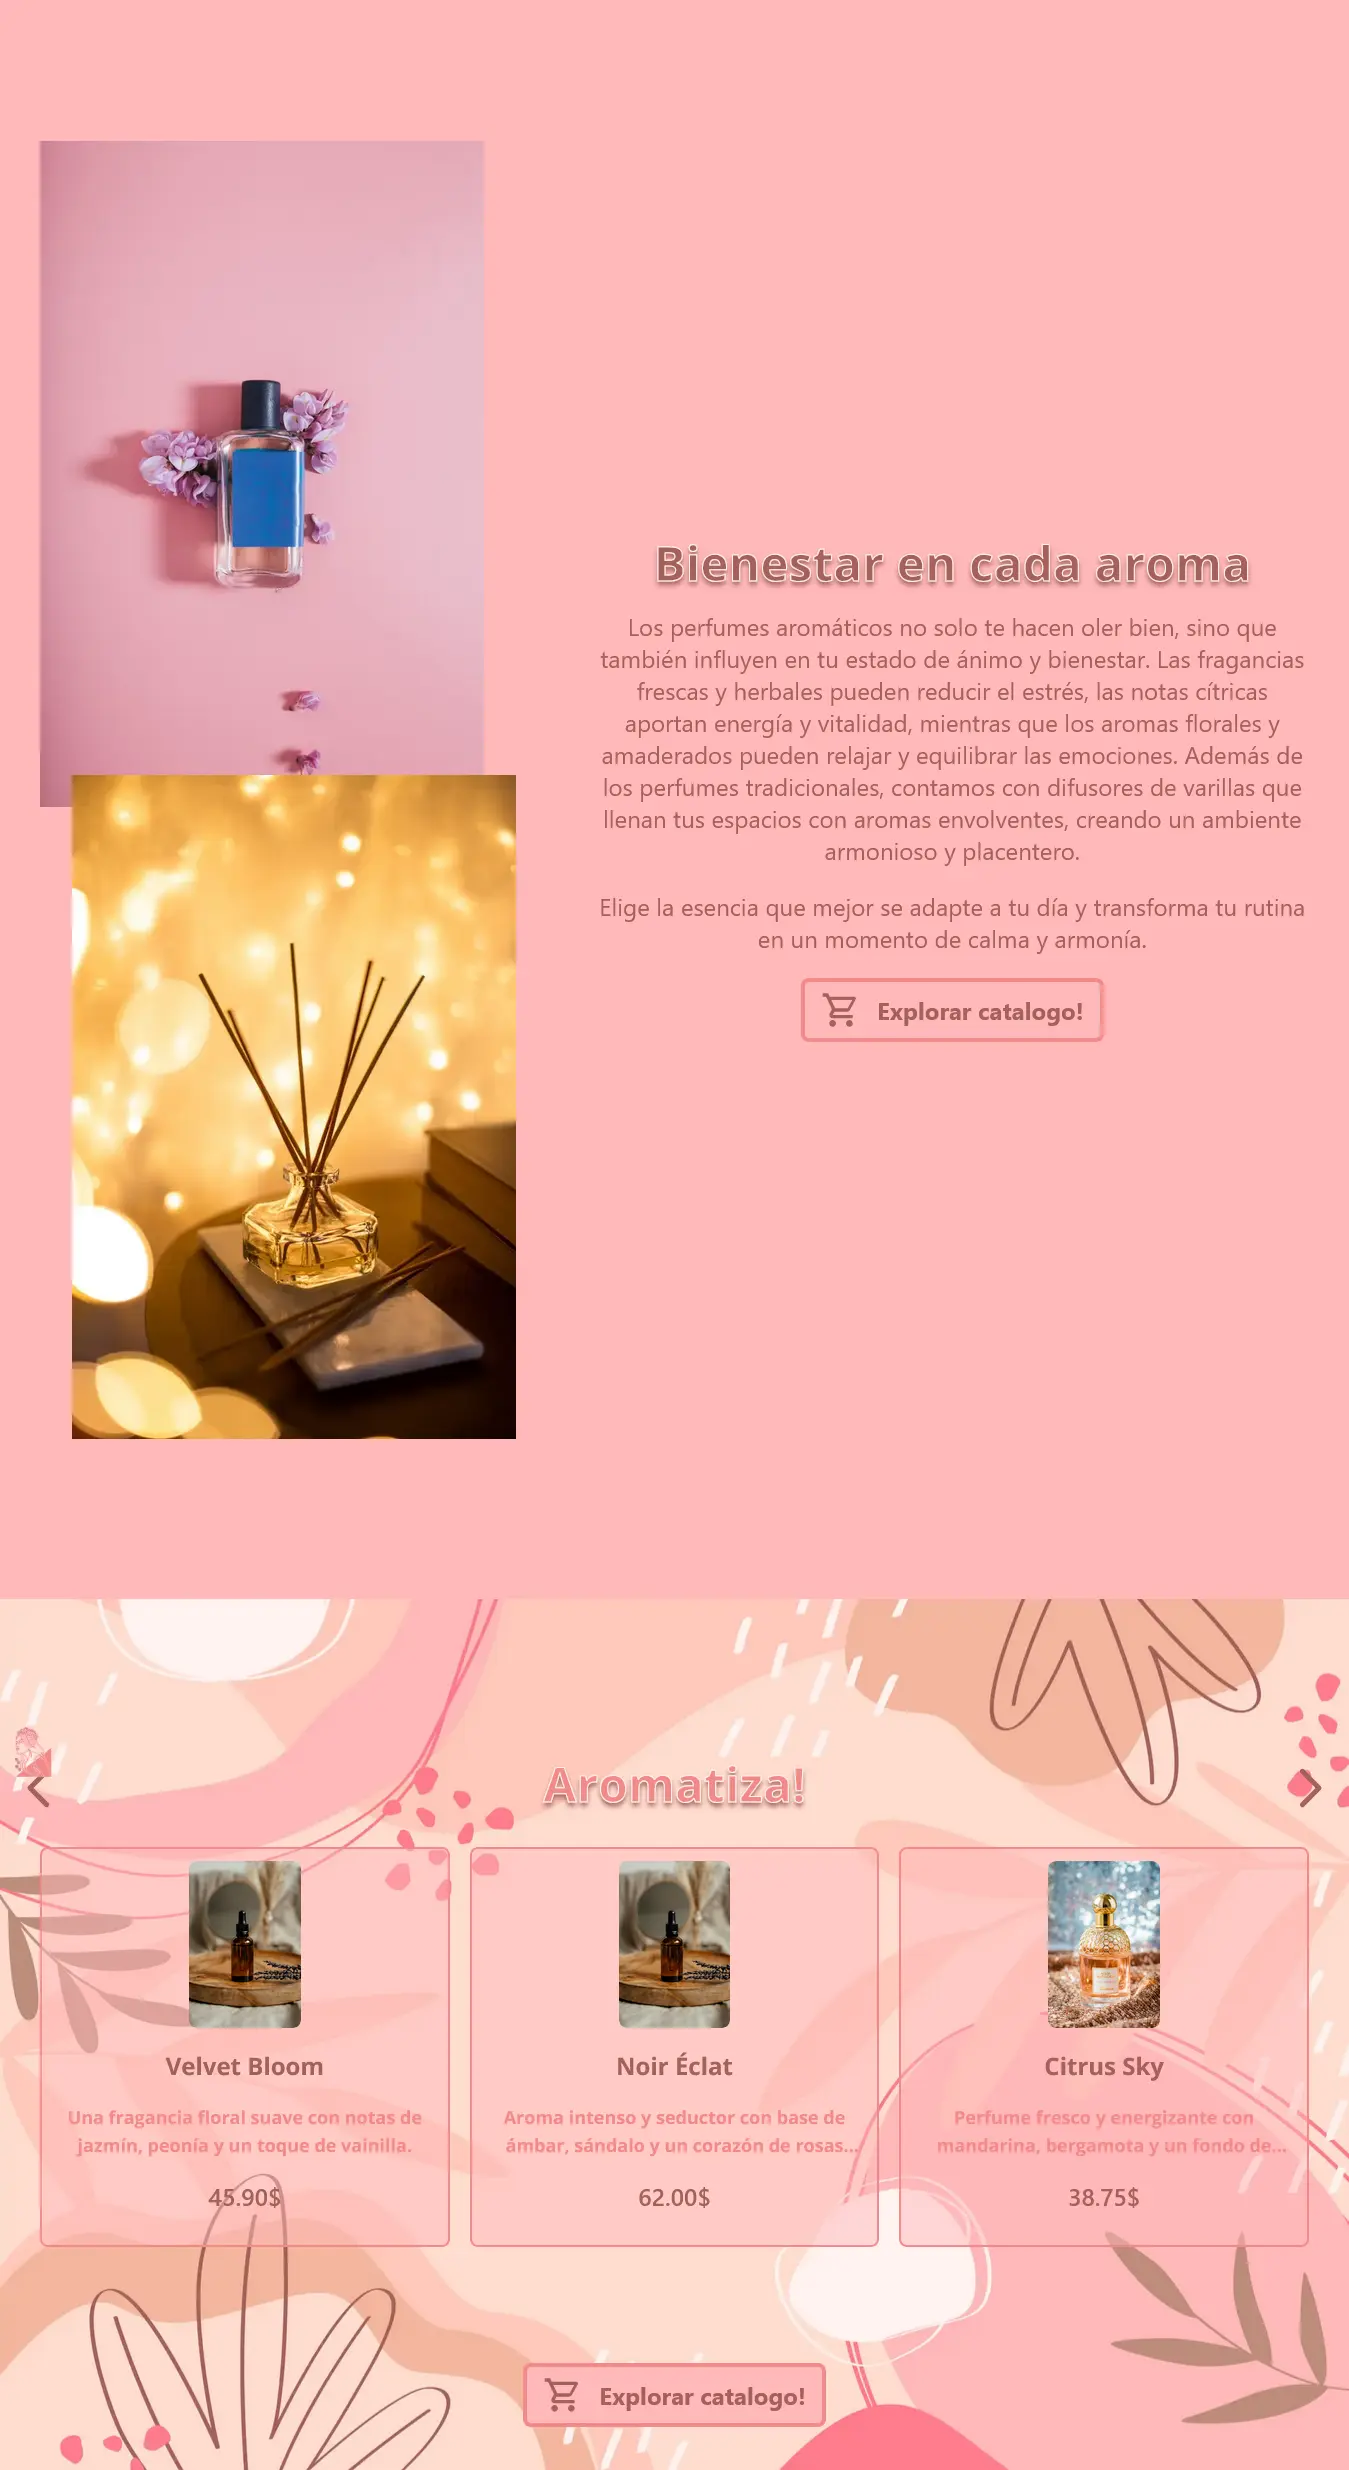 Bienestar en cada aroma
Los perfumes aromáticos no solo te hacen oler bien, sino que
también influyen en tu estado de ánimo y bienestar. Las fragancias
frescas y herbales pueden reducir el estrés, las notas cítricas
aportan energía y vitalidad, mientras que los aromas florales y
amaderados pueden relajar y equilibrar las emociones. Además de
los perfumes tradicionales, contamos con difusores de varillas que
llenan tus espacios con aromas envolventes, creando un ambiente
armonioso y placentero.
Elige la esencia que mejor se adapte a tu día y transforma tu rutina
en un momento de calma y armonía.
Explorar catalogo!
Aromatiza!
Velvet Bloom
Una fragancia floral suave con notas de
jazmín, peonía y un toque de vainilla.
45.90$
Noir Éclat
Aroma intenso y seductor con base de
ámbar, sándalo y un corazón de rosas...
62.00$
Citrus Sky
Perfume fresco y energizante con
mandarina, bergamota y un fondo de...
38.75$
Explorar catalogo!